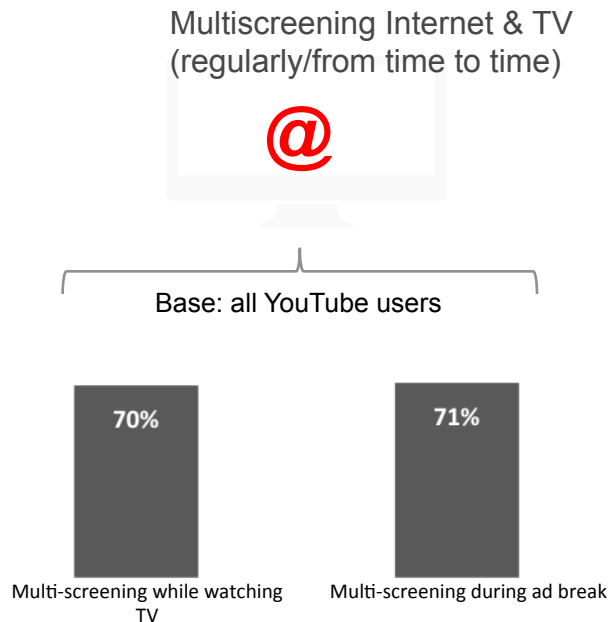 Multiscreening Internet & TV
(regularly/from time to time)
@
Base: all YouTube users
70%
71%
Multi-screening while watching
TV
Multi-screening during ad break